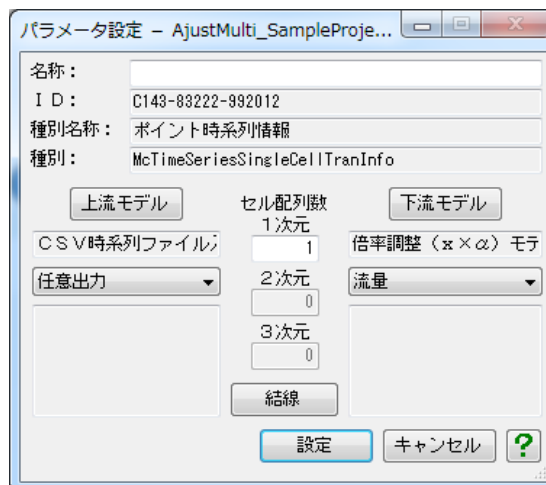 パラメータ設定 – AjustMulti_SampleProje...
名称：
ＩＤ： C143-83222-992012
種別名称： ポイント時系列情報
種別： McTimeSeriesSingleCellTranInfo
上流モデル セル配列数 下流モデル
1次元
ＣＳＶ時系列ファイル入 1 倍率調整（ｘ×α）モデ
任意出力 2次元 流量
0
3次元
0
結線
設定 キャンセル ?